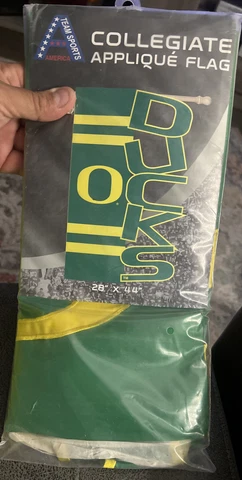 TEAM SPORTS
AMERICA
COLLEGIATE
APPLIQUÉ FLAG
DUCKS
O
28" X 44"